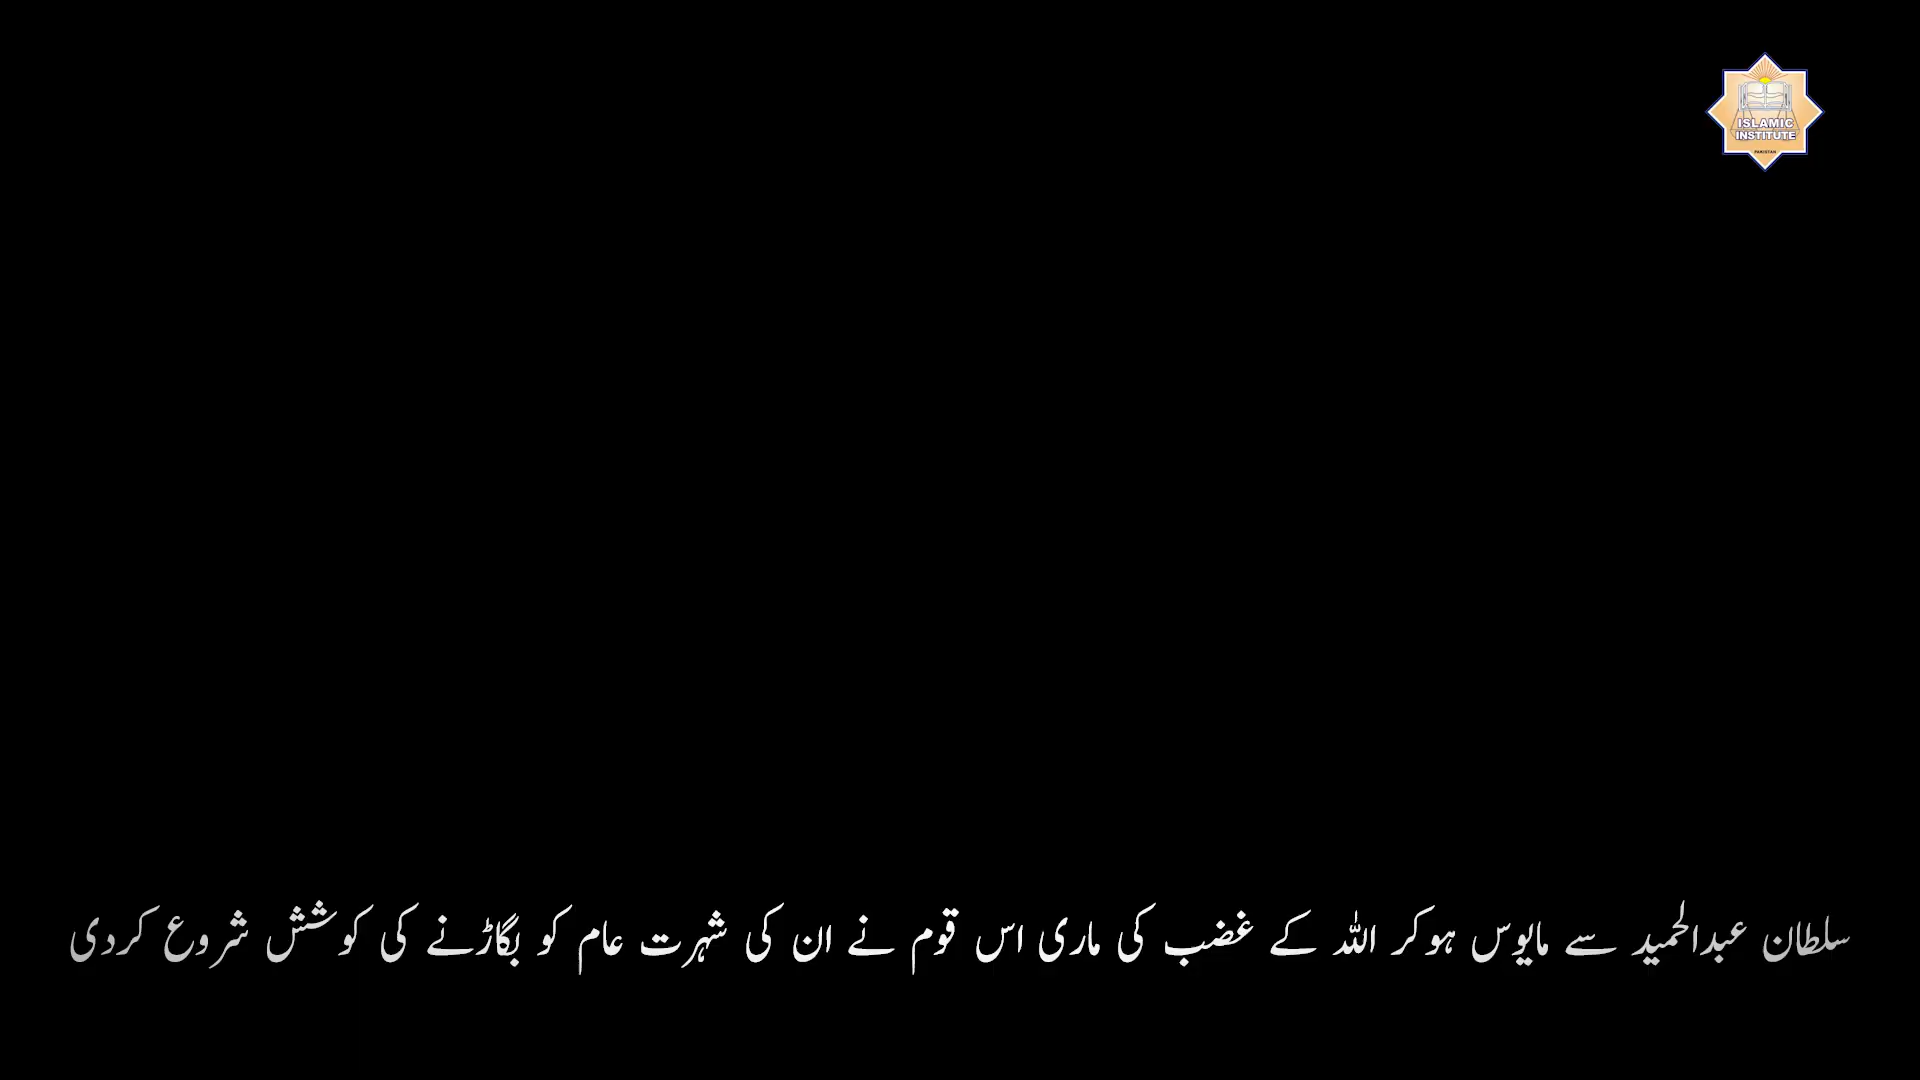 ISLAMIC
INSTITUTE
PAKISTAN
سلطان عبدالحمید سے مایوس ہوکر اللہ کے غضب کی ماری اس قوم نے ان کی شہرت عام کو بگاڑنے کی کوشش شروع کردی